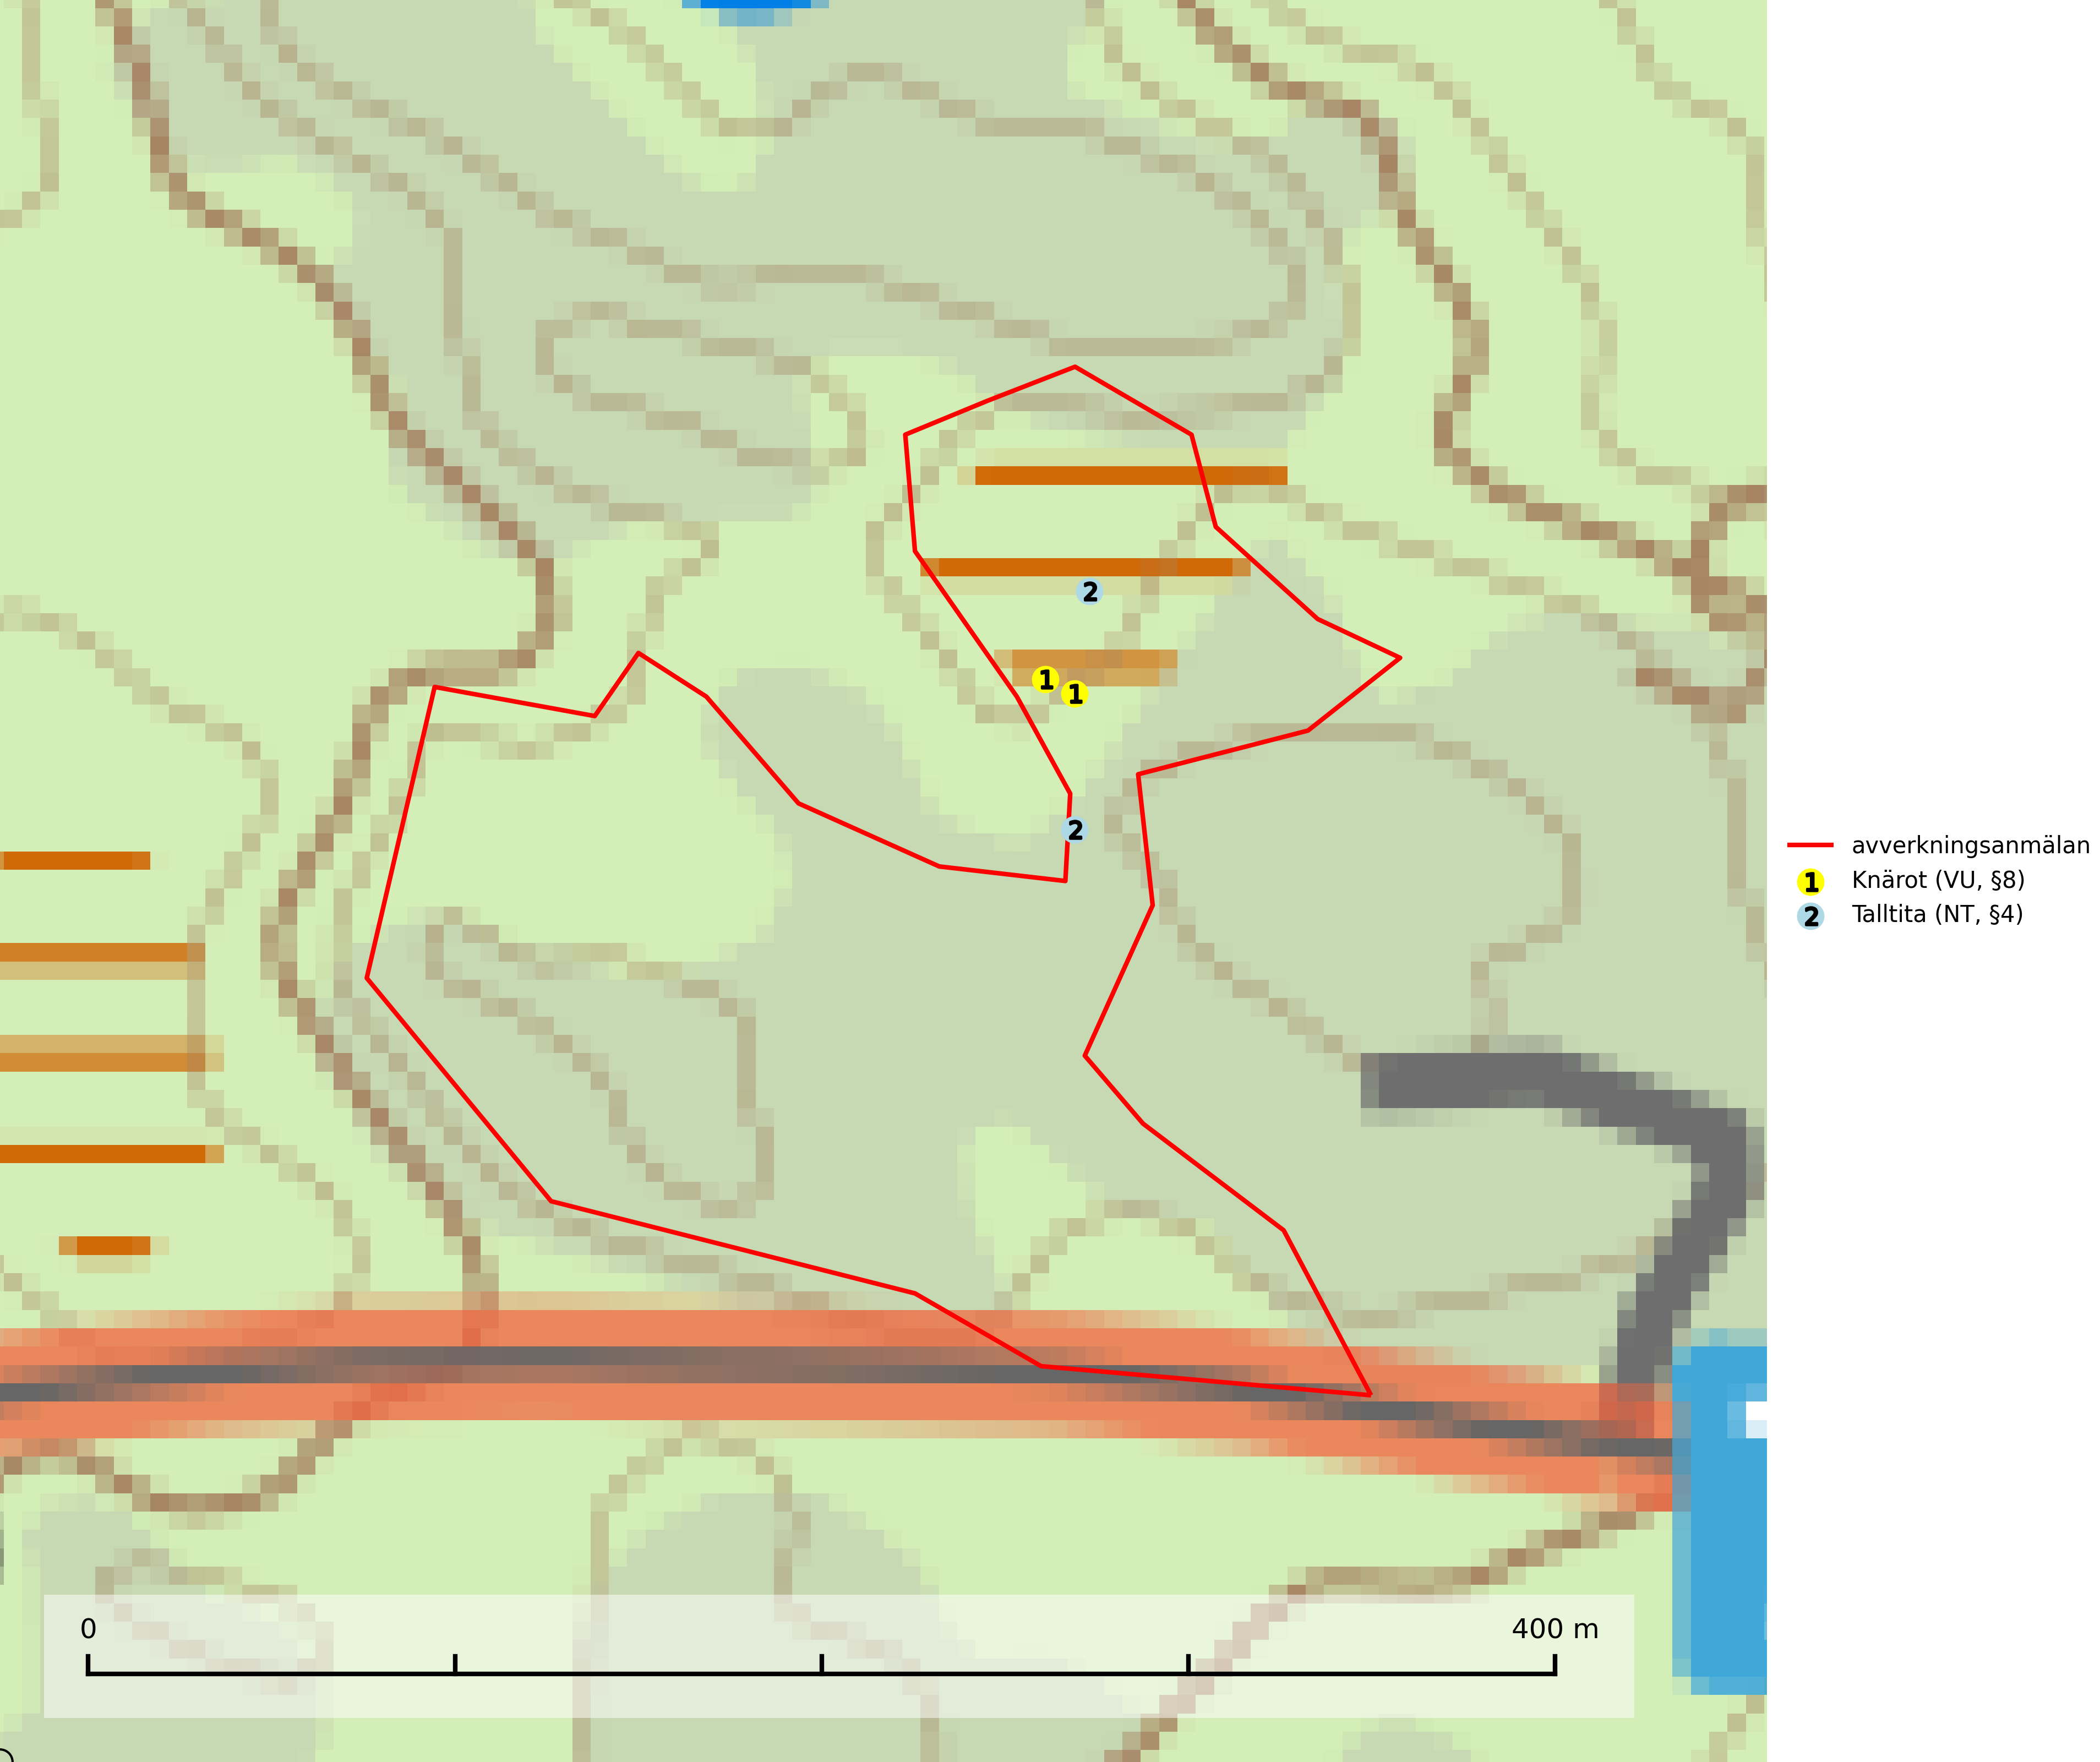 2
1
1
2
avverkningsanmälan
1 Knärot (VU, §8)
2 Talltita (NT, §4)
0 400 m